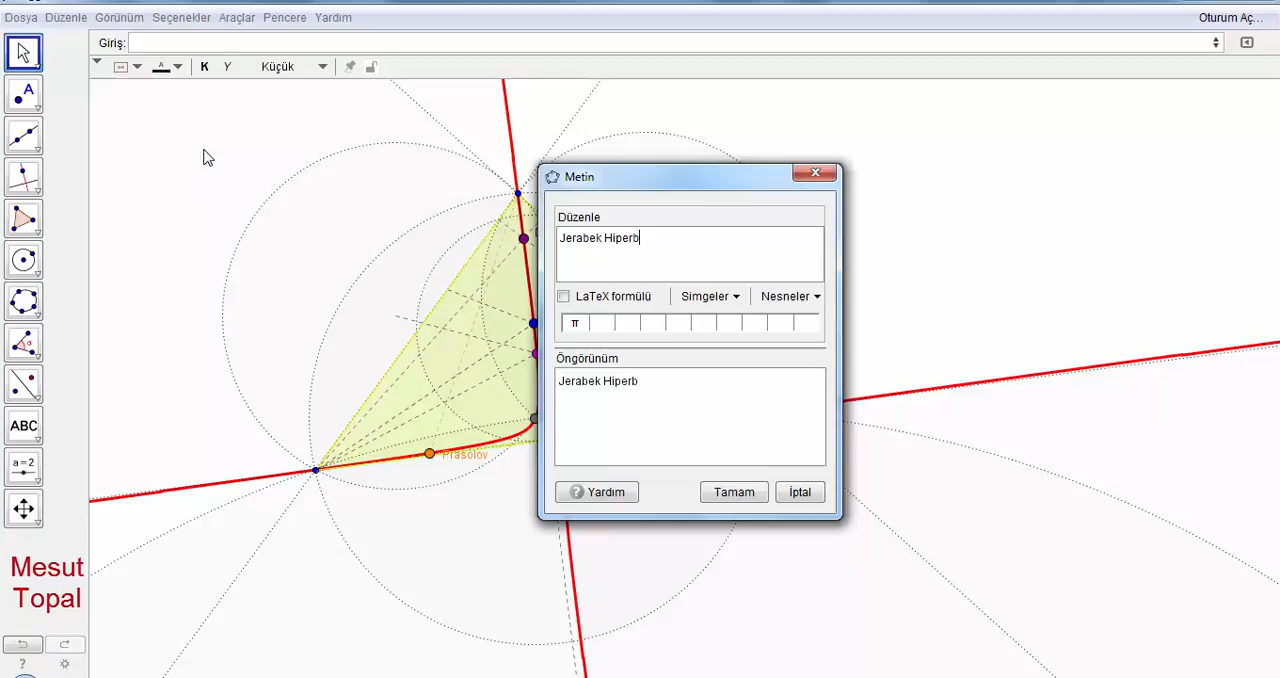 Dosya Düzenle Görünüm Seçenekler Araçlar Pencere Yardım Oturum Aç...
Giriş:
A K Y Küçük
A
Metin
Düzenle
Jerabek Hiperb
LaTeX formülü Simgeler Nesneler
π
α
Öngörünüm
Jerabek Hiperb
ABC
Prasolov
a=2
? Yardım Tamam İptal
Mesut
Topal
?